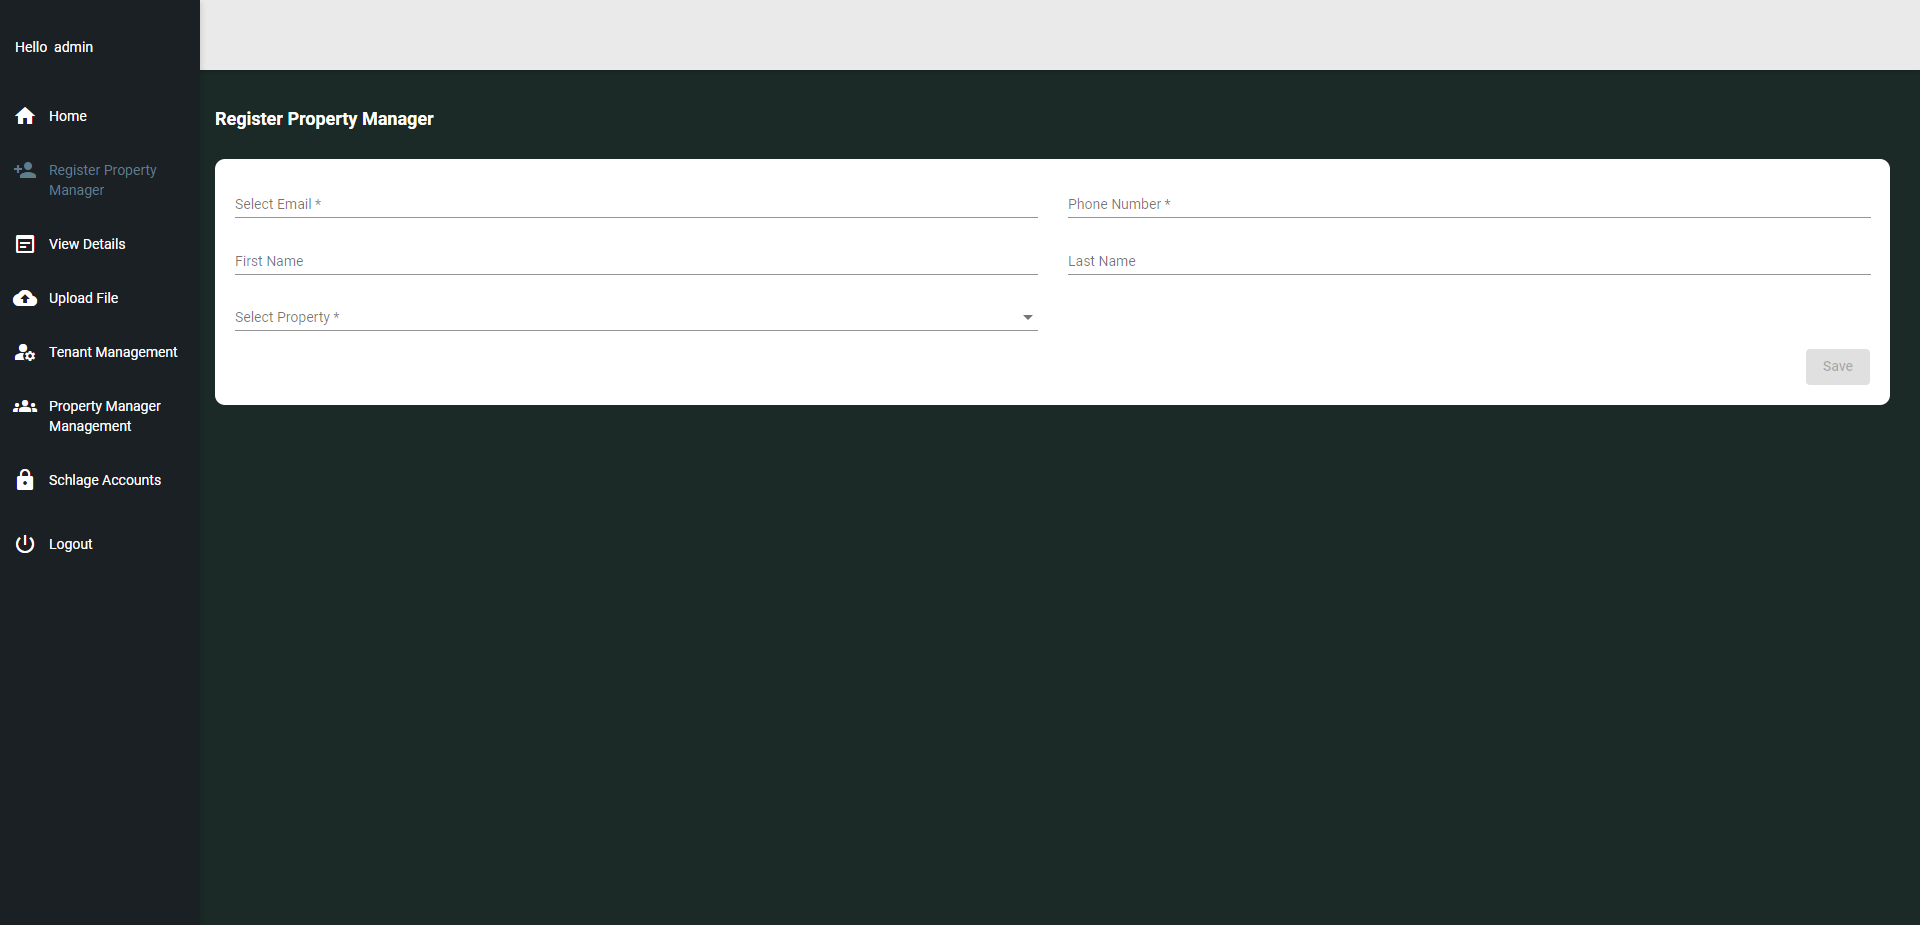 Hello admin
Home
Register Property
Manager
View Details
Upload File
Tenant Management
Property Manager
Management
Schlage Accounts
Logout
Register Property Manager
Select Email *
Phone Number *
First Name
Last Name
Select Property *
Save